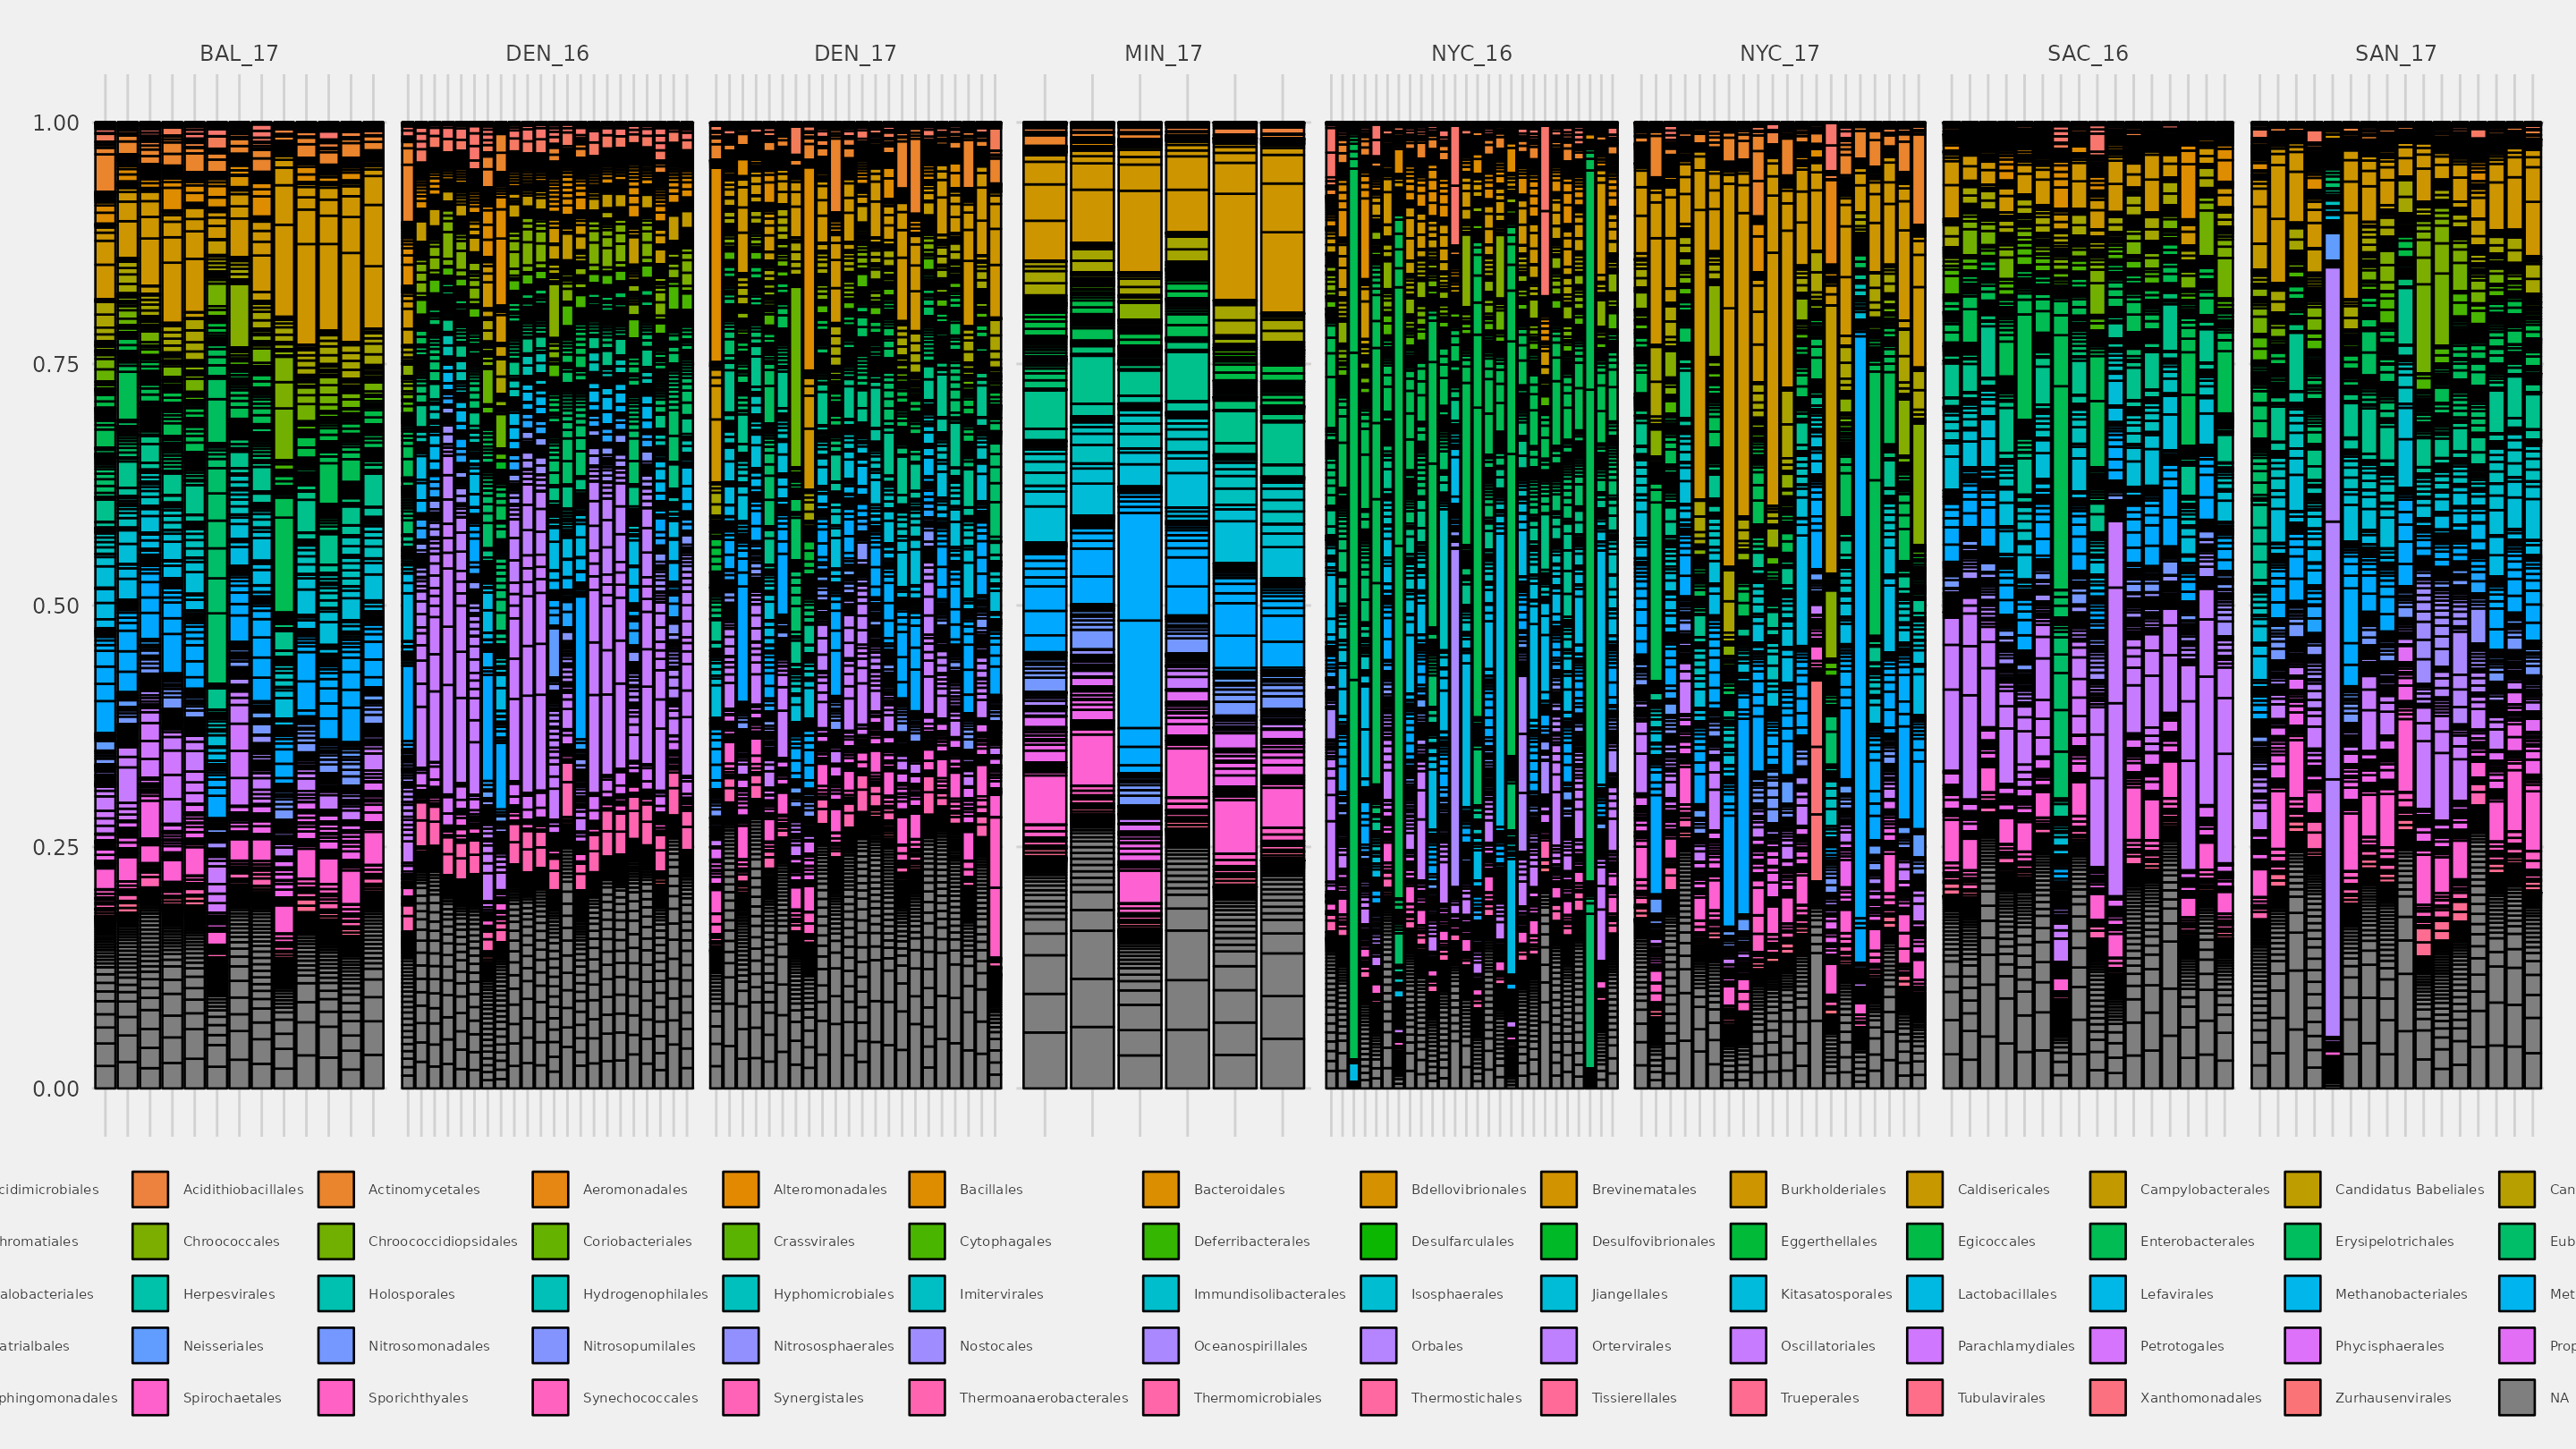 BAL_17 DEN_16 DEN_17 MIN_17 NYC_16 NYC_17 SAC_16 SAN_17
1.00
0.75
0.50
0.25
0.00
cidimicrobiales Acidithiobacillales Actinomycetales Aeromonadales Alteromonadales Bacillales Bacteroidales Bdellovibrionales Brevinematales Burkholderiales Caldisericales Campylobacterales Candidatus Babeliales Can
hromatiales Chroococcales Chroococcidiopsidales Coriobacteriales Crassvirales Cytophagales Deferribacterales Desulfarculales Desulfovibrionales Eggerthellales Egicoccales Enterobacterales Erysipelotrichales Eub
alobacteriales Herpesvirales Holosporales Hydrogenophilales Hyphomicrobiales Imitervirales Immundisolibacterales Isosphaerales Jiangellales Kitasatosporales Lactobacillales Lefavirales Methanobacteriales Met
atrialbales Neisseriales Nitrosomonadales Nitrosopumilales Nitrososphaerales Nostocales Oceanospirillales Orbales Ortervirales Oscillatoriales Parachlamydiales Petrotogales Phycisphaerales Prop
phingomonadales Spirochaetales Sporichthyales Synechococcales Synergistales Thermoanaerobacterales Thermomicrobiales Thermostichales Tissierellales Trueperales Tubulavirales Xanthomonadales Zurhausenvirales NA